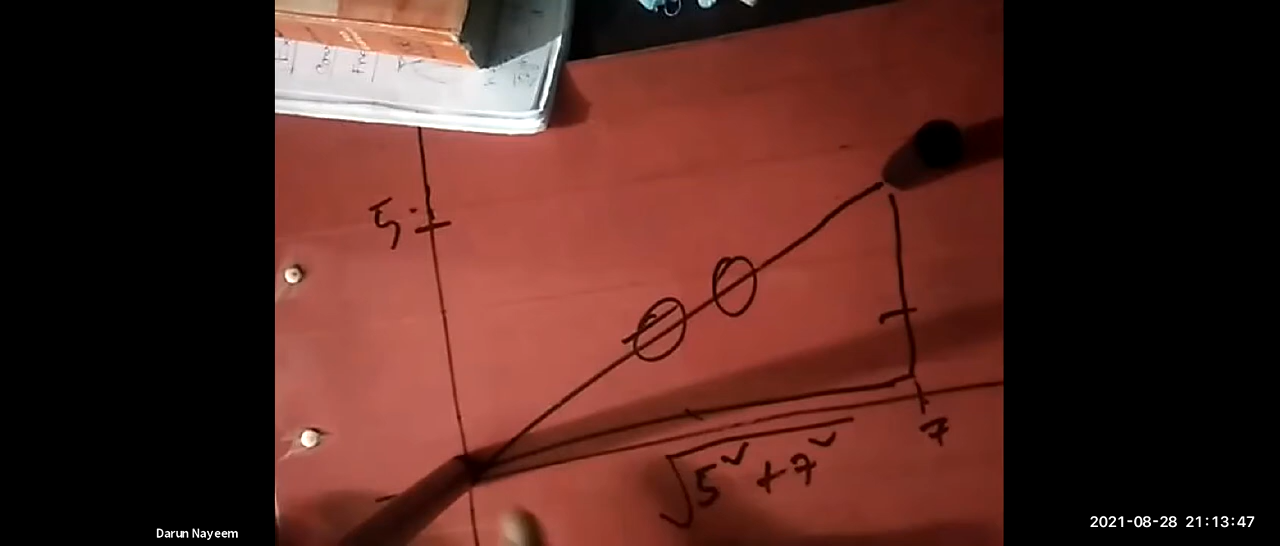 5
7
√5² + 7²
Darun Nayeem
2021-08-28 21:13:47